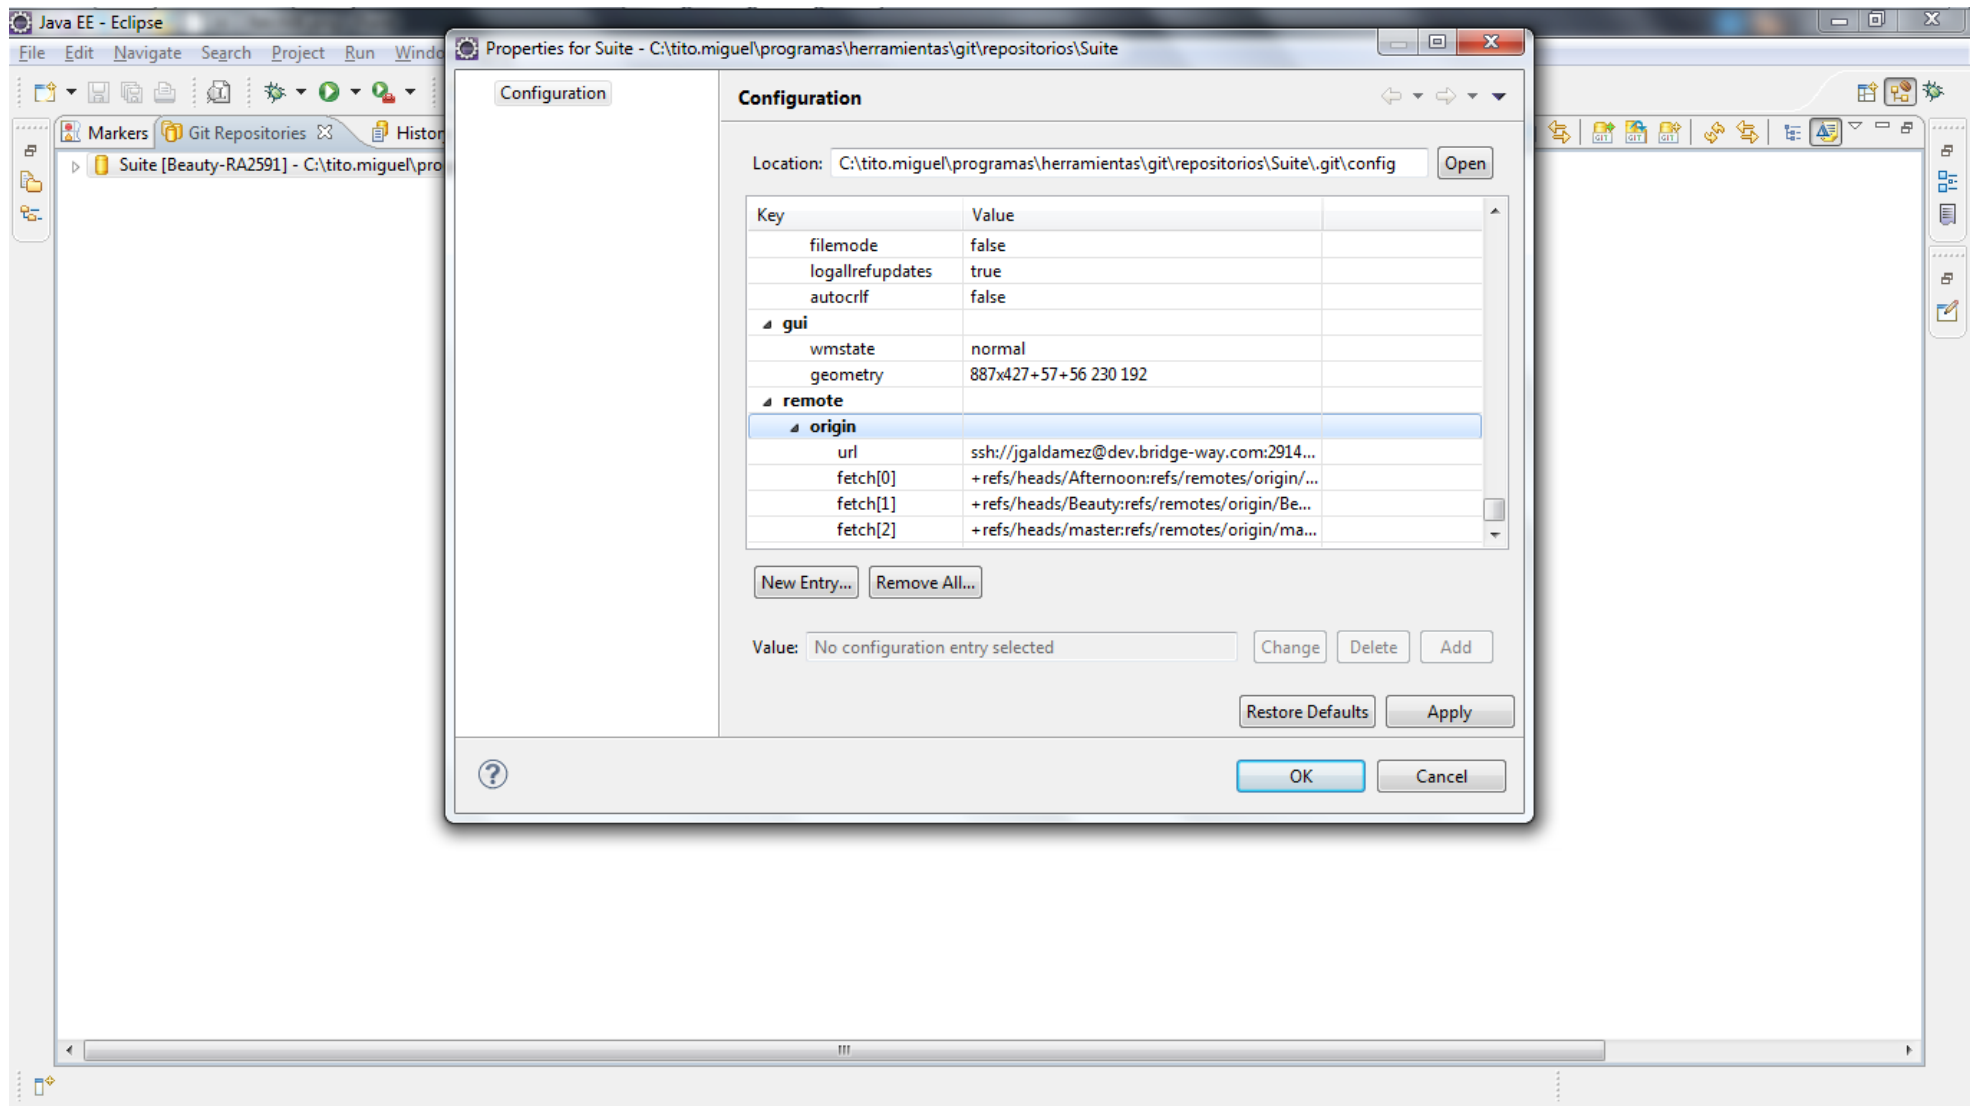 Java EE - Eclipse
Properties for Suite - C:\tito.miguel\programas\herramientas\git\repositorios\Suite
File Edit Navigate Search Project Run Windo
Configuration
Configuration
Markers Git Repositories Histor
Suite [Beauty-RA2591] - C:\tito.miguel\pro
Location: C:\tito.miguel\programas\herramientas\git\repositorios\Suite\.git\config Open
Key Value
filemode false
logallrefupdates true
autocrlf false
gui
wmstate normal
geometry 887x427+57+56 230 192
remote
origin
url ssh://jgaldamez@dev.bridge-way.com:2914...
fetch[0] +refs/heads/Afternoon:refs/remotes/origin/...
fetch[1] +refs/heads/Beauty:refs/remotes/origin/Be...
fetch[2] +refs/heads/master:refs/remotes/origin/ma...
New Entry... Remove All...
Value: No configuration entry selected Change Delete Add
Restore Defaults Apply
OK Cancel